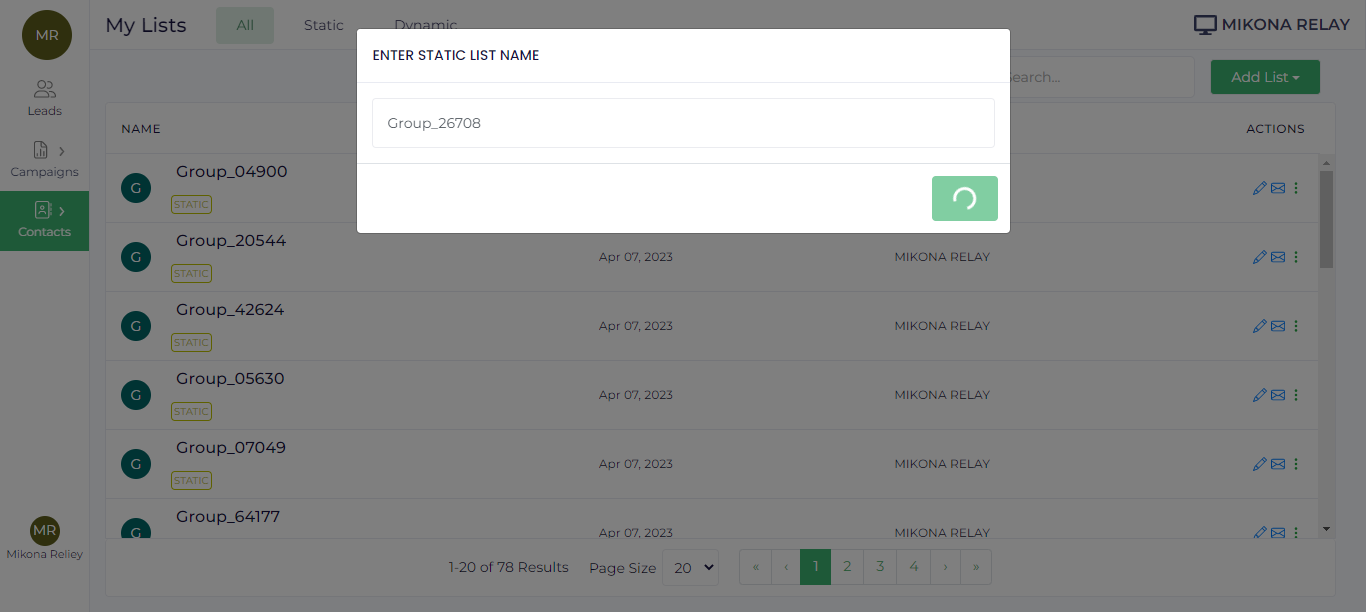 MR
My Lists
All
Static
Dynamic
MIKONA RELAY
ENTER STATIC LIST NAME
Group_26708
Search...
Add List
Leads
Campaigns
Contacts
NAME
ACTIONS
G
Group_04900
STATIC
G
Group_20544
STATIC
Apr 07, 2023
MIKONA RELAY
G
Group_42624
STATIC
Apr 07, 2023
MIKONA RELAY
G
Group_05630
STATIC
Apr 07, 2023
MIKONA RELAY
G
Group_07049
STATIC
Apr 07, 2023
MIKONA RELAY
G
Group_64177
Apr 07, 2023
MIKONA RELAY
MR
Mikona Reliey
1-20 of 78 Results
Page Size
20
« ‹ 1 2 3 4 › »